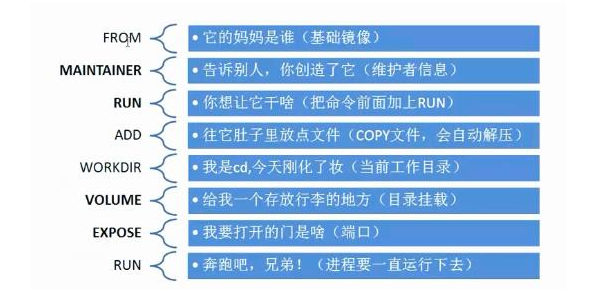 FROM • 它的妈妈是谁（基础镜像）
MAINTAINER • 告诉别人，你创造了它（维护者信息）
RUN • 你想让它干啥（把命令前面加上RUN）
ADD • 往它肚子里放点文件（COPY文件，会自动解压）
WORKDIR • 我是cd,今天刚化了妆（当前工作目录）
VOLUME • 给我一个存放行李的地方（目录挂载）
EXPOSE • 我要打开的门是啥（端口）
RUN • 奔跑吧，兄弟！（进程要一直运行下去）